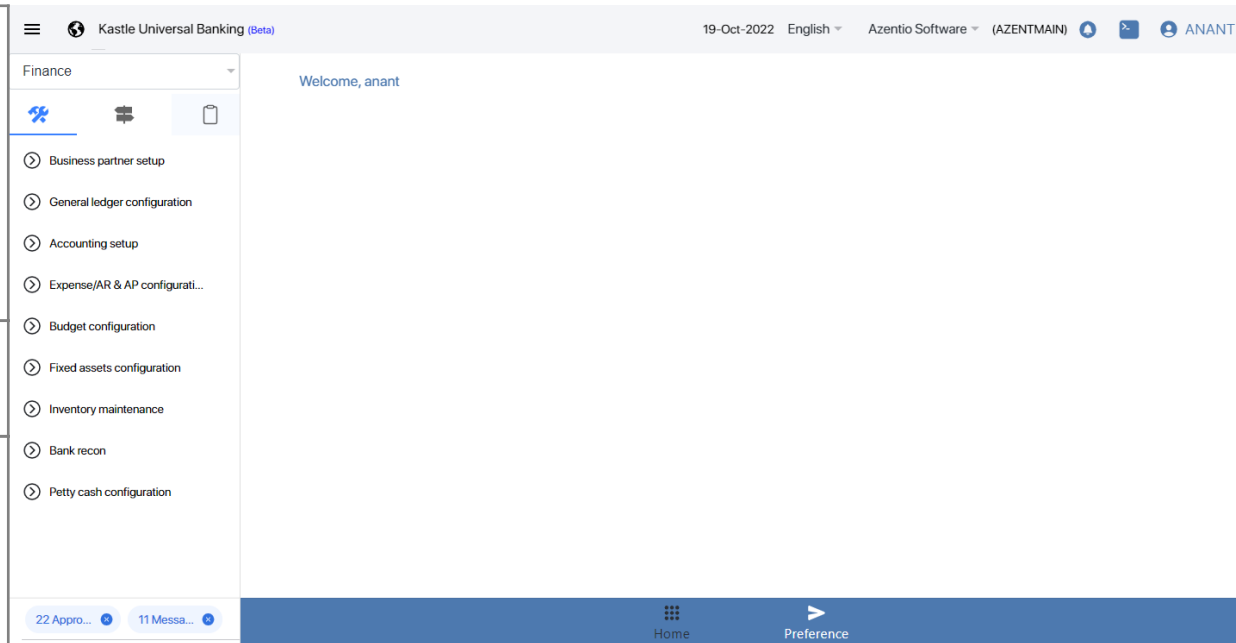 Kastle Universal Banking (Beta) 19-Oct-2022 English Azentio Software (AZENTMAIN) ANANT
Finance
Welcome, anant
Business partner setup
General ledger configuration
Accounting setup
Expense/AR & AP configurati...
Budget configuration
Fixed assets configuration
Inventory maintenance
Bank recon
Petty cash configuration
22 Appro... 11 Messa...
Home Preference